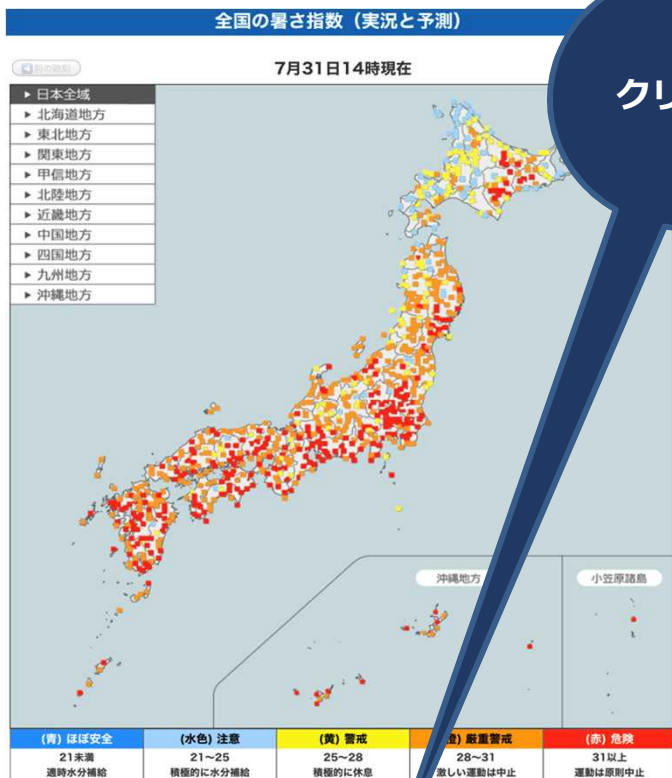 全国の暑さ指数（実況と予測）
クリ
前の時刻
7月31日14時現在
▶ 日本全域
▶ 北海道地方
▶ 東北地方
▶ 関東地方
▶ 甲信地方
▶ 北陸地方
▶ 近畿地方
▶ 中国地方
▶ 四国地方
▶ 九州地方
▶ 沖縄地方
沖縄地方
小笠原諸島
(青) ほぼ安全
(水色) 注意
(黄) 警戒
厳重警戒
(赤) 危険
21未満
21～25
25～28
28～31
31以上
適時水分補給
積極的に水分補給
積極的に休息
激しい運動は中止
運動は原則中止